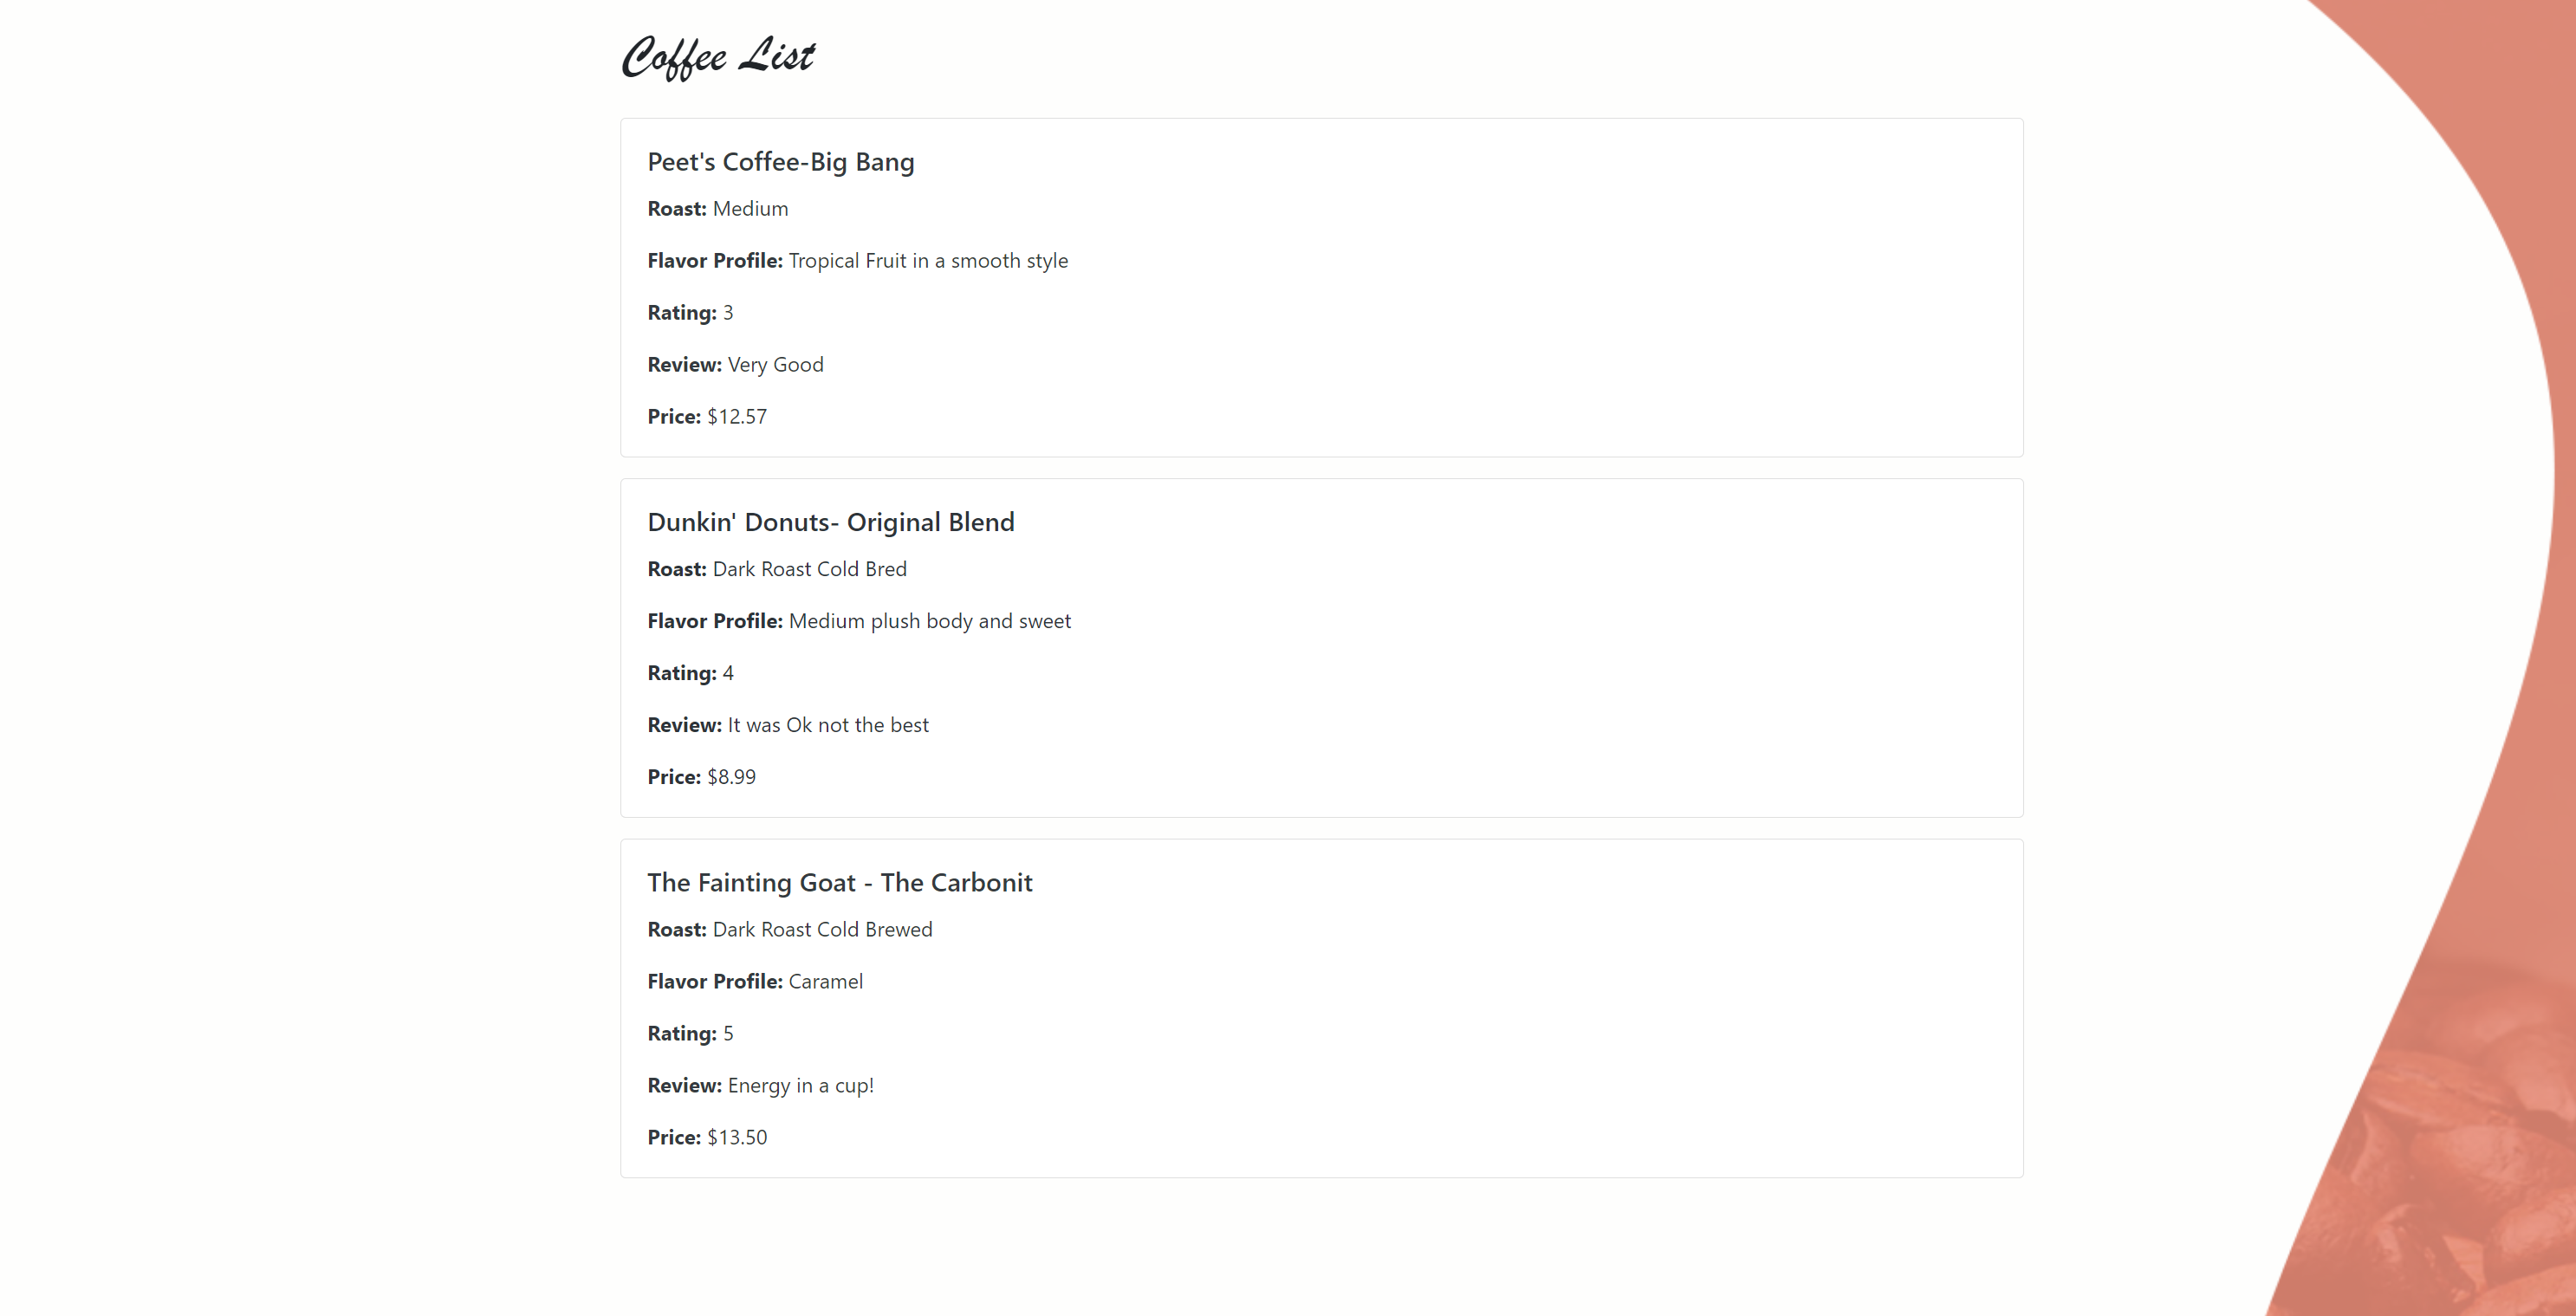 Coffee List
Peet's Coffee-Big Bang
Roast: Medium
Flavor Profile: Tropical Fruit in a smooth style
Rating: 3
Review: Very Good
Price: $12.57
Dunkin' Donuts- Original Blend
Roast: Dark Roast Cold Bred
Flavor Profile: Medium plush body and sweet
Rating: 4
Review: It was Ok not the best
Price: $8.99
The Fainting Goat - The Carbonit
Roast: Dark Roast Cold Brewed
Flavor Profile: Caramel
Rating: 5
Review: Energy in a cup!
Price: $13.50